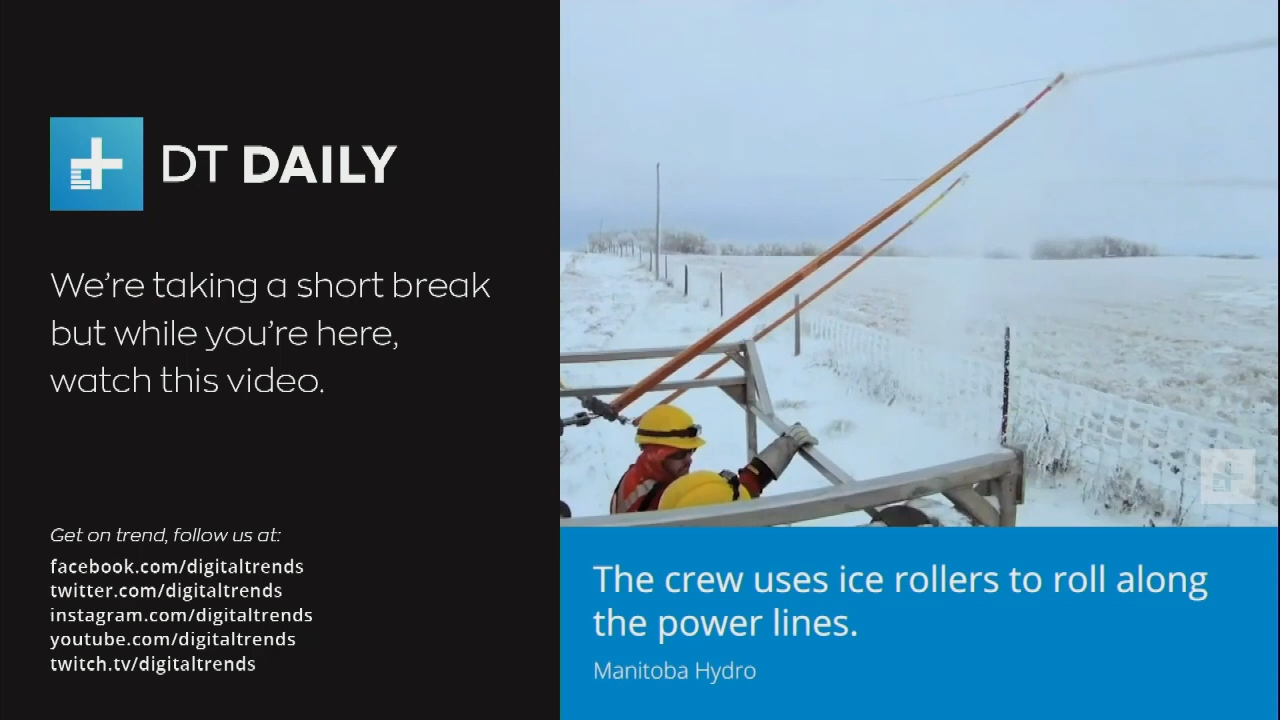 DT DAILY
We're taking a short break
but while you're here,
watch this video.
Get on trend, follow us at:
facebook.com/digitaltrends
twitter.com/digitaltrends
instagram.com/digitaltrends
youtube.com/digitaltrends
twitch.tv/digitaltrends
The crew uses ice rollers to roll along
the power lines.
Manitoba Hydro